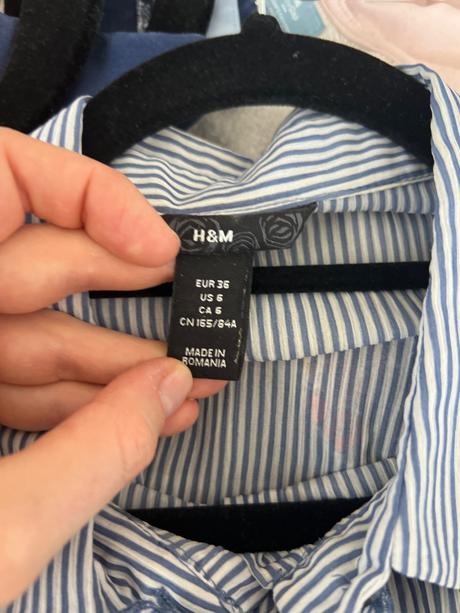 H&M
EUR 36
US 6
CA 6
CN 165/84A
MADE IN
ROMANIA